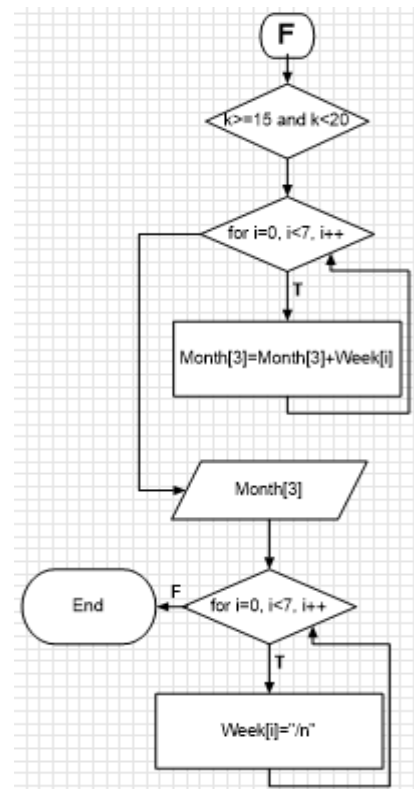 F
k>=15 and k<20
for i=0, i<7, i++
T
Month[3]=Month[3]+Week[i]
Month[3]
End
F
for i=0, i<7, i++
T
Week[i]="/n"